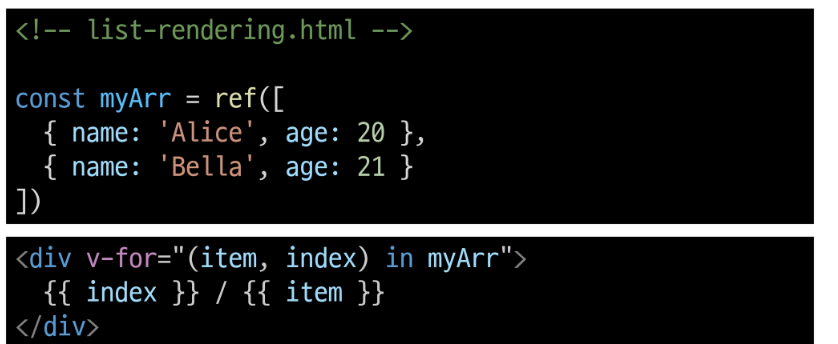 <!-- list-rendering.html -->
const myArr = ref([
  { name: 'Alice', age: 20 },
  { name: 'Bella', age: 21 }
])
<div v-for="(item, index) in myArr">
  {{ index }} / {{ item }}
</div>